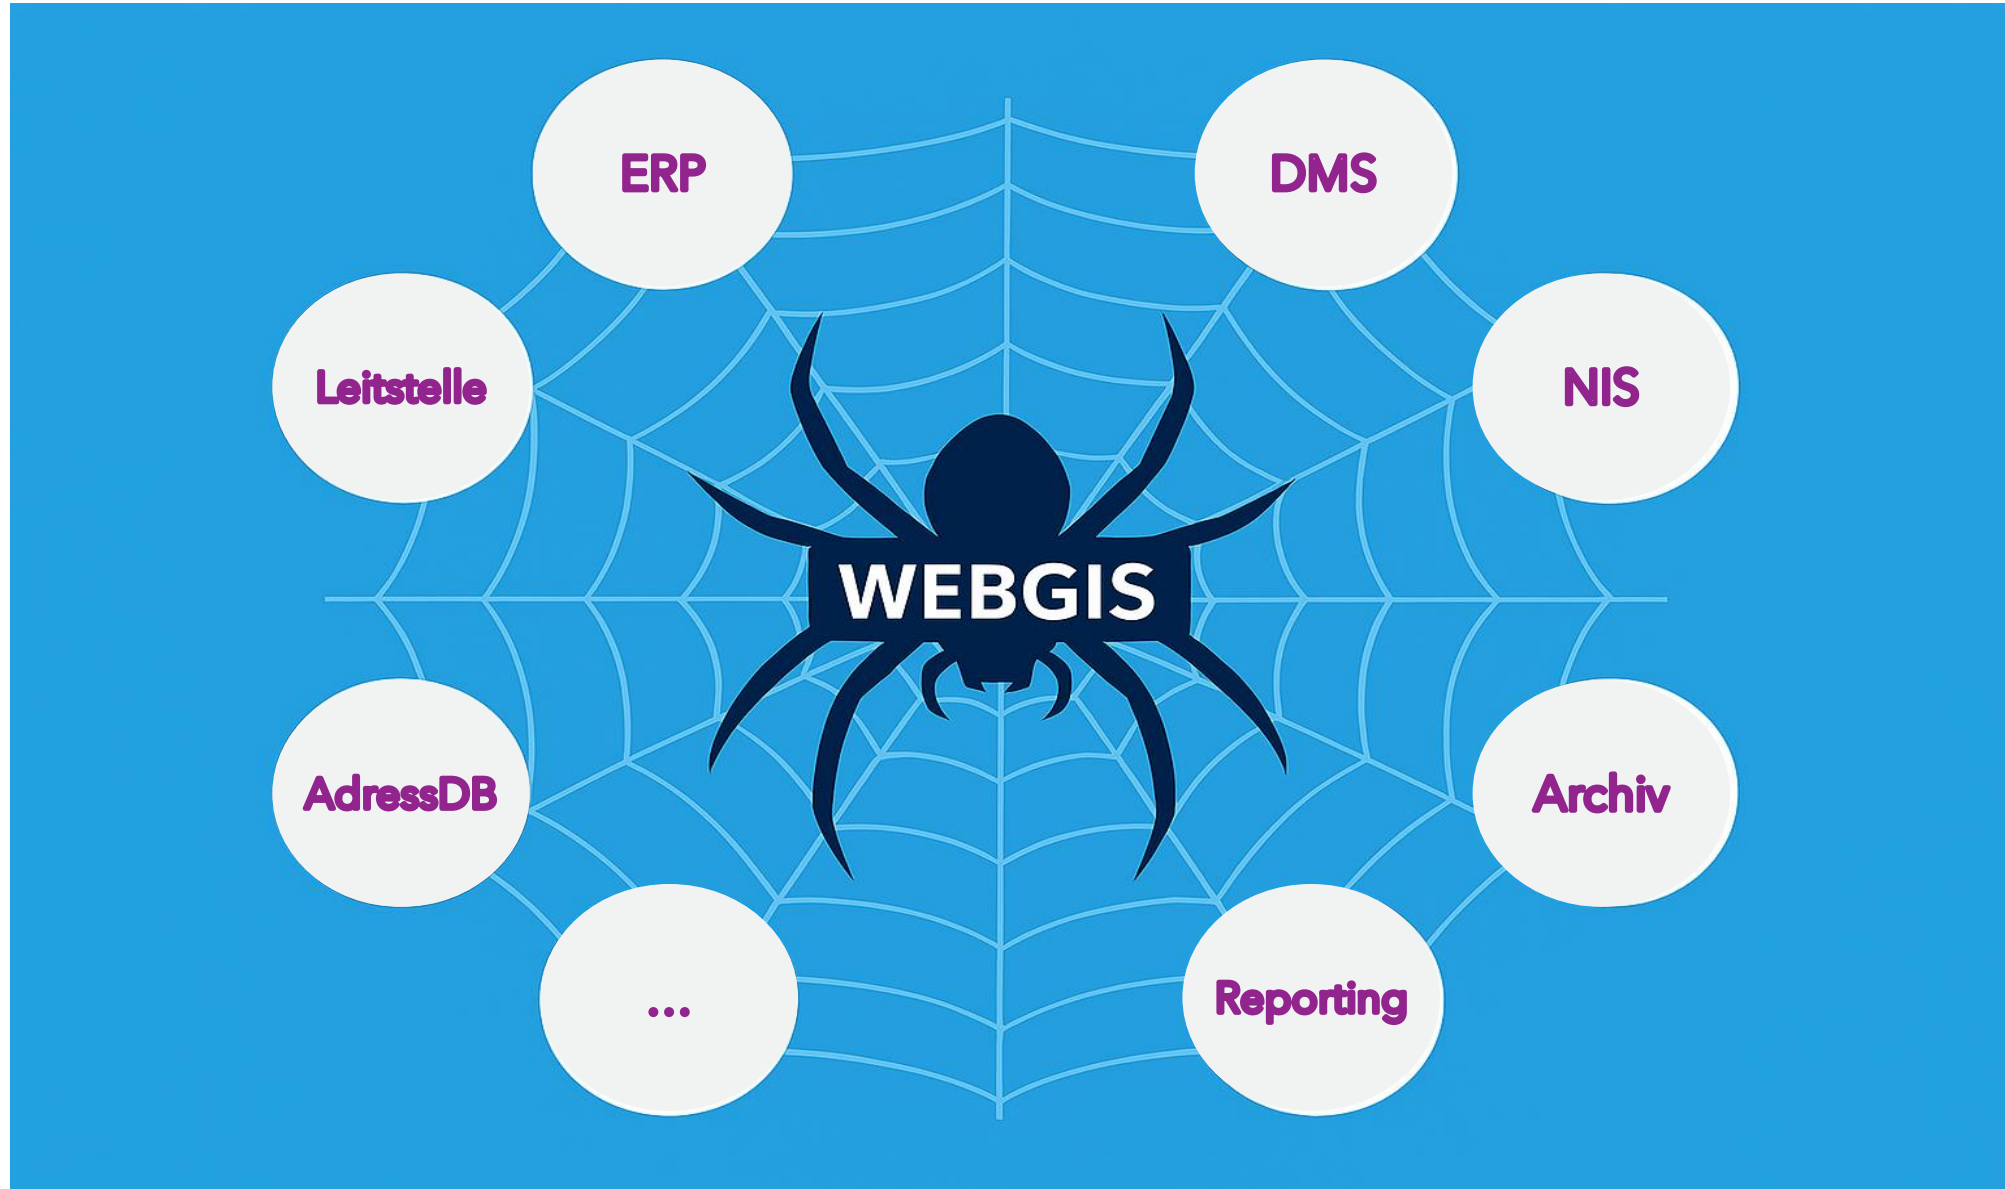 ERP
DMS
Leitstelle
NIS
WEBGIS
AdressDB
Archiv
...
Reporting